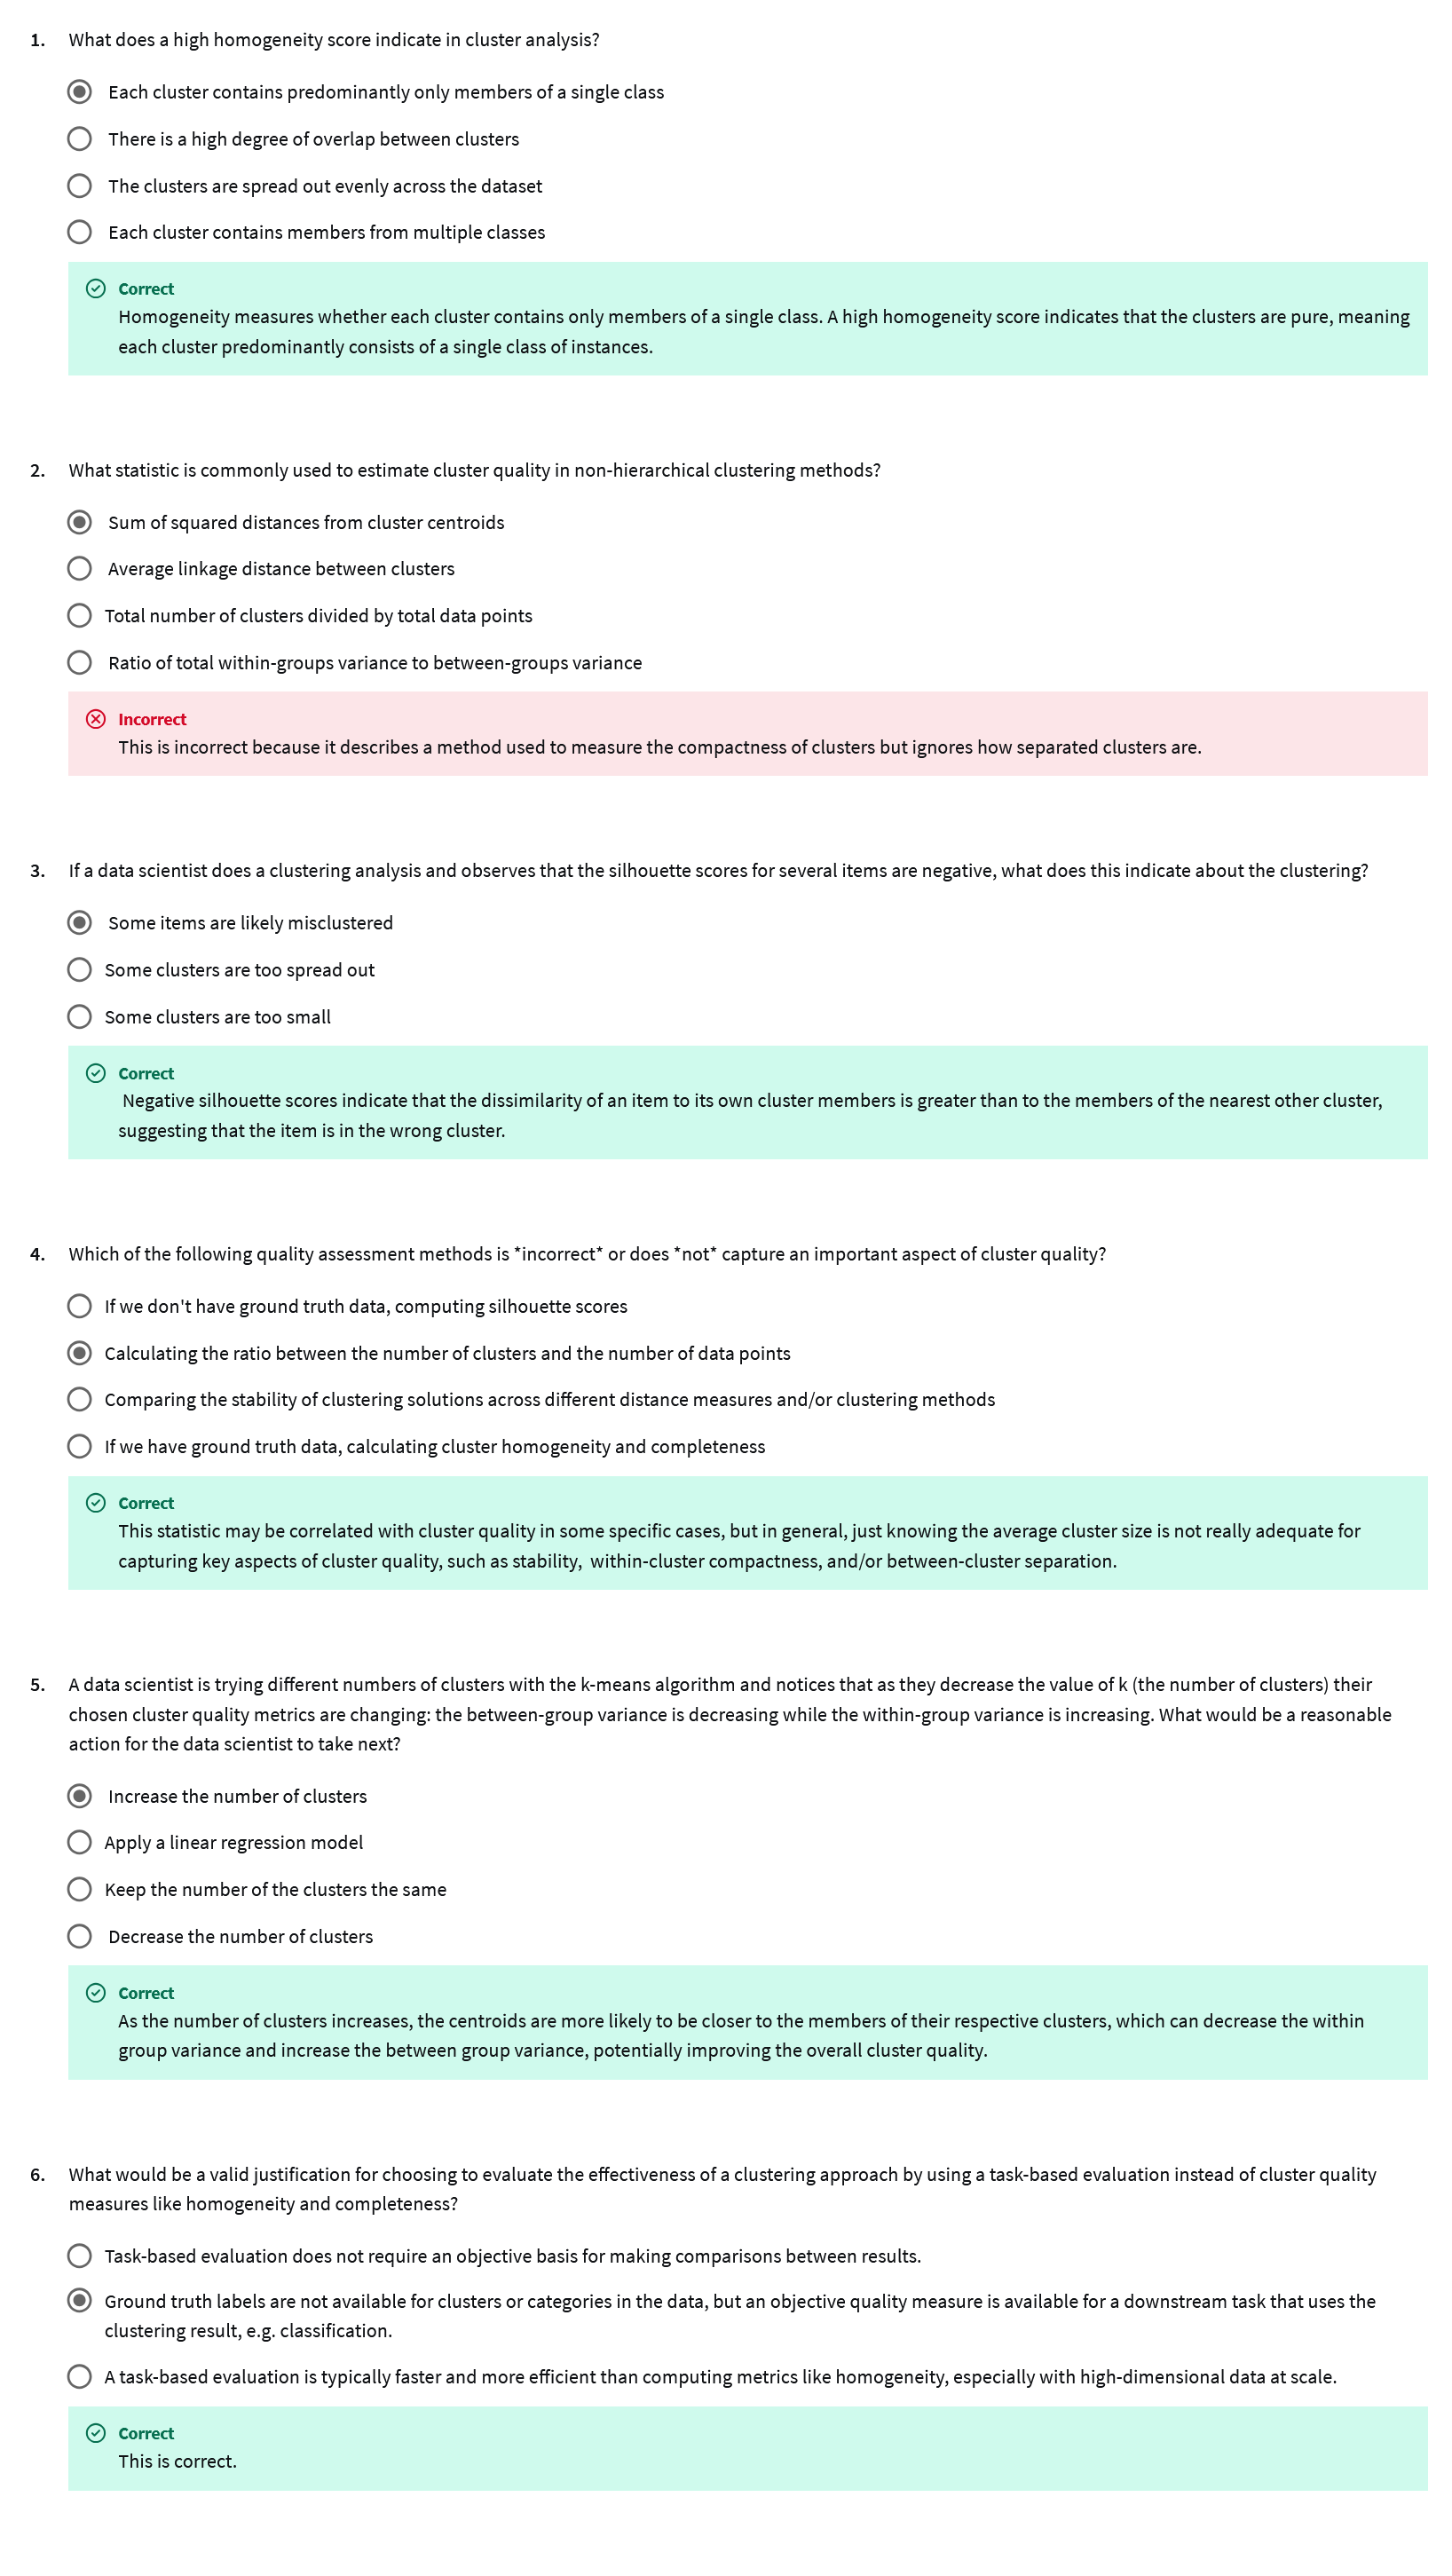 1. What does a high homogeneity score indicate in cluster analysis?
Each cluster contains predominantly only members of a single class
There is a high degree of overlap between clusters
The clusters are spread out evenly across the dataset
Each cluster contains members from multiple classes
Correct
Homogeneity measures whether each cluster contains only members of a single class. A high homogeneity score indicates that the clusters are pure, meaning
each cluster predominantly consists of a single class of instances.
2. What statistic is commonly used to estimate cluster quality in non-hierarchical clustering methods?
Sum of squared distances from cluster centroids
Average linkage distance between clusters
Total number of clusters divided by total data points
Ratio of total within-groups variance to between-groups variance
Incorrect
This is incorrect because it describes a method used to measure the compactness of clusters but ignores how separated clusters are.
3. If a data scientist does a clustering analysis and observes that the silhouette scores for several items are negative, what does this indicate about the clustering?
Some items are likely misclustered
Some clusters are too spread out
Some clusters are too small
Correct
Negative silhouette scores indicate that the dissimilarity of an item to its own cluster members is greater than to the members of the nearest other cluster,
suggesting that the item is in the wrong cluster.
4. Which of the following quality assessment methods is *incorrect* or does *not* capture an important aspect of cluster quality?
If we don't have ground truth data, computing silhouette scores
Calculating the ratio between the number of clusters and the number of data points
Comparing the stability of clustering solutions across different distance measures and/or clustering methods
If we have ground truth data, calculating cluster homogeneity and completeness
Correct
This statistic may be correlated with cluster quality in some specific cases, but in general, just knowing the average cluster size is not really adequate for
capturing key aspects of cluster quality, such as stability, within-cluster compactness, and/or between-cluster separation.
5. A data scientist is trying different numbers of clusters with the k-means algorithm and notices that as they decrease the value of k (the number of clusters) their
chosen cluster quality metrics are changing: the between-group variance is decreasing while the within-group variance is increasing. What would be a reasonable
action for the data scientist to take next?
Increase the number of clusters
Apply a linear regression model
Keep the number of the clusters the same
Decrease the number of clusters
Correct
As the number of clusters increases, the centroids are more likely to be closer to the members of their respective clusters, which can decrease the within
group variance and increase the between group variance, potentially improving the overall cluster quality.
6. What would be a valid justification for choosing to evaluate the effectiveness of a clustering approach by using a task-based evaluation instead of cluster quality
measures like homogeneity and completeness?
Task-based evaluation does not require an objective basis for making comparisons between results.
Ground truth labels are not available for clusters or categories in the data, but an objective quality measure is available for a downstream task that uses the
clustering result, e.g. classification.
A task-based evaluation is typically faster and more efficient than computing metrics like homogeneity, especially with high-dimensional data at scale.
Correct
This is correct.